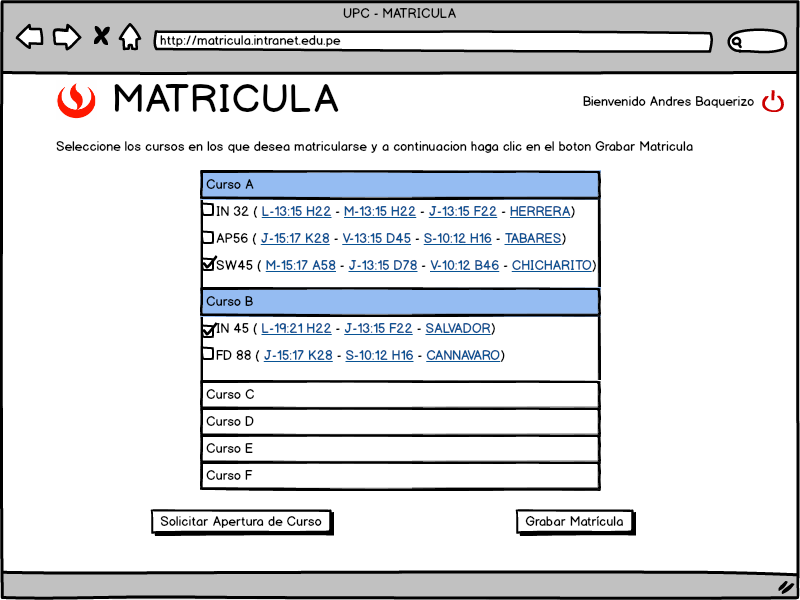 UPC - MATRICULA
http://matricula.intranet.edu.pe
MATRICULA
Bienvenido Andres Baquerizo
Seleccione los cursos en los que desea matricularse y a continuacion haga clic en el boton Grabar Matricula
Curso A
IN 32 ( L-13:15 H22 - M-13:15 H22 - J-13:15 F22 - HERRERA)
AP56 ( J-15:17 K28 - V-13:15 D45 - S-10:12 H16 - TABARES)
SW45 ( M-15:17 A58 - J-13:15 D78 - V-10:12 B46 - CHICHARITO)
Curso B
IN 45 ( L-19:21 H22 - J-13:15 F22 - SALVADOR)
FD 88 ( J-15:17 K28 - S-10:12 H16 - CANNAVARO)
Curso C
Curso D
Curso E
Curso F
Solicitar Apertura de Curso
Grabar Matrícula